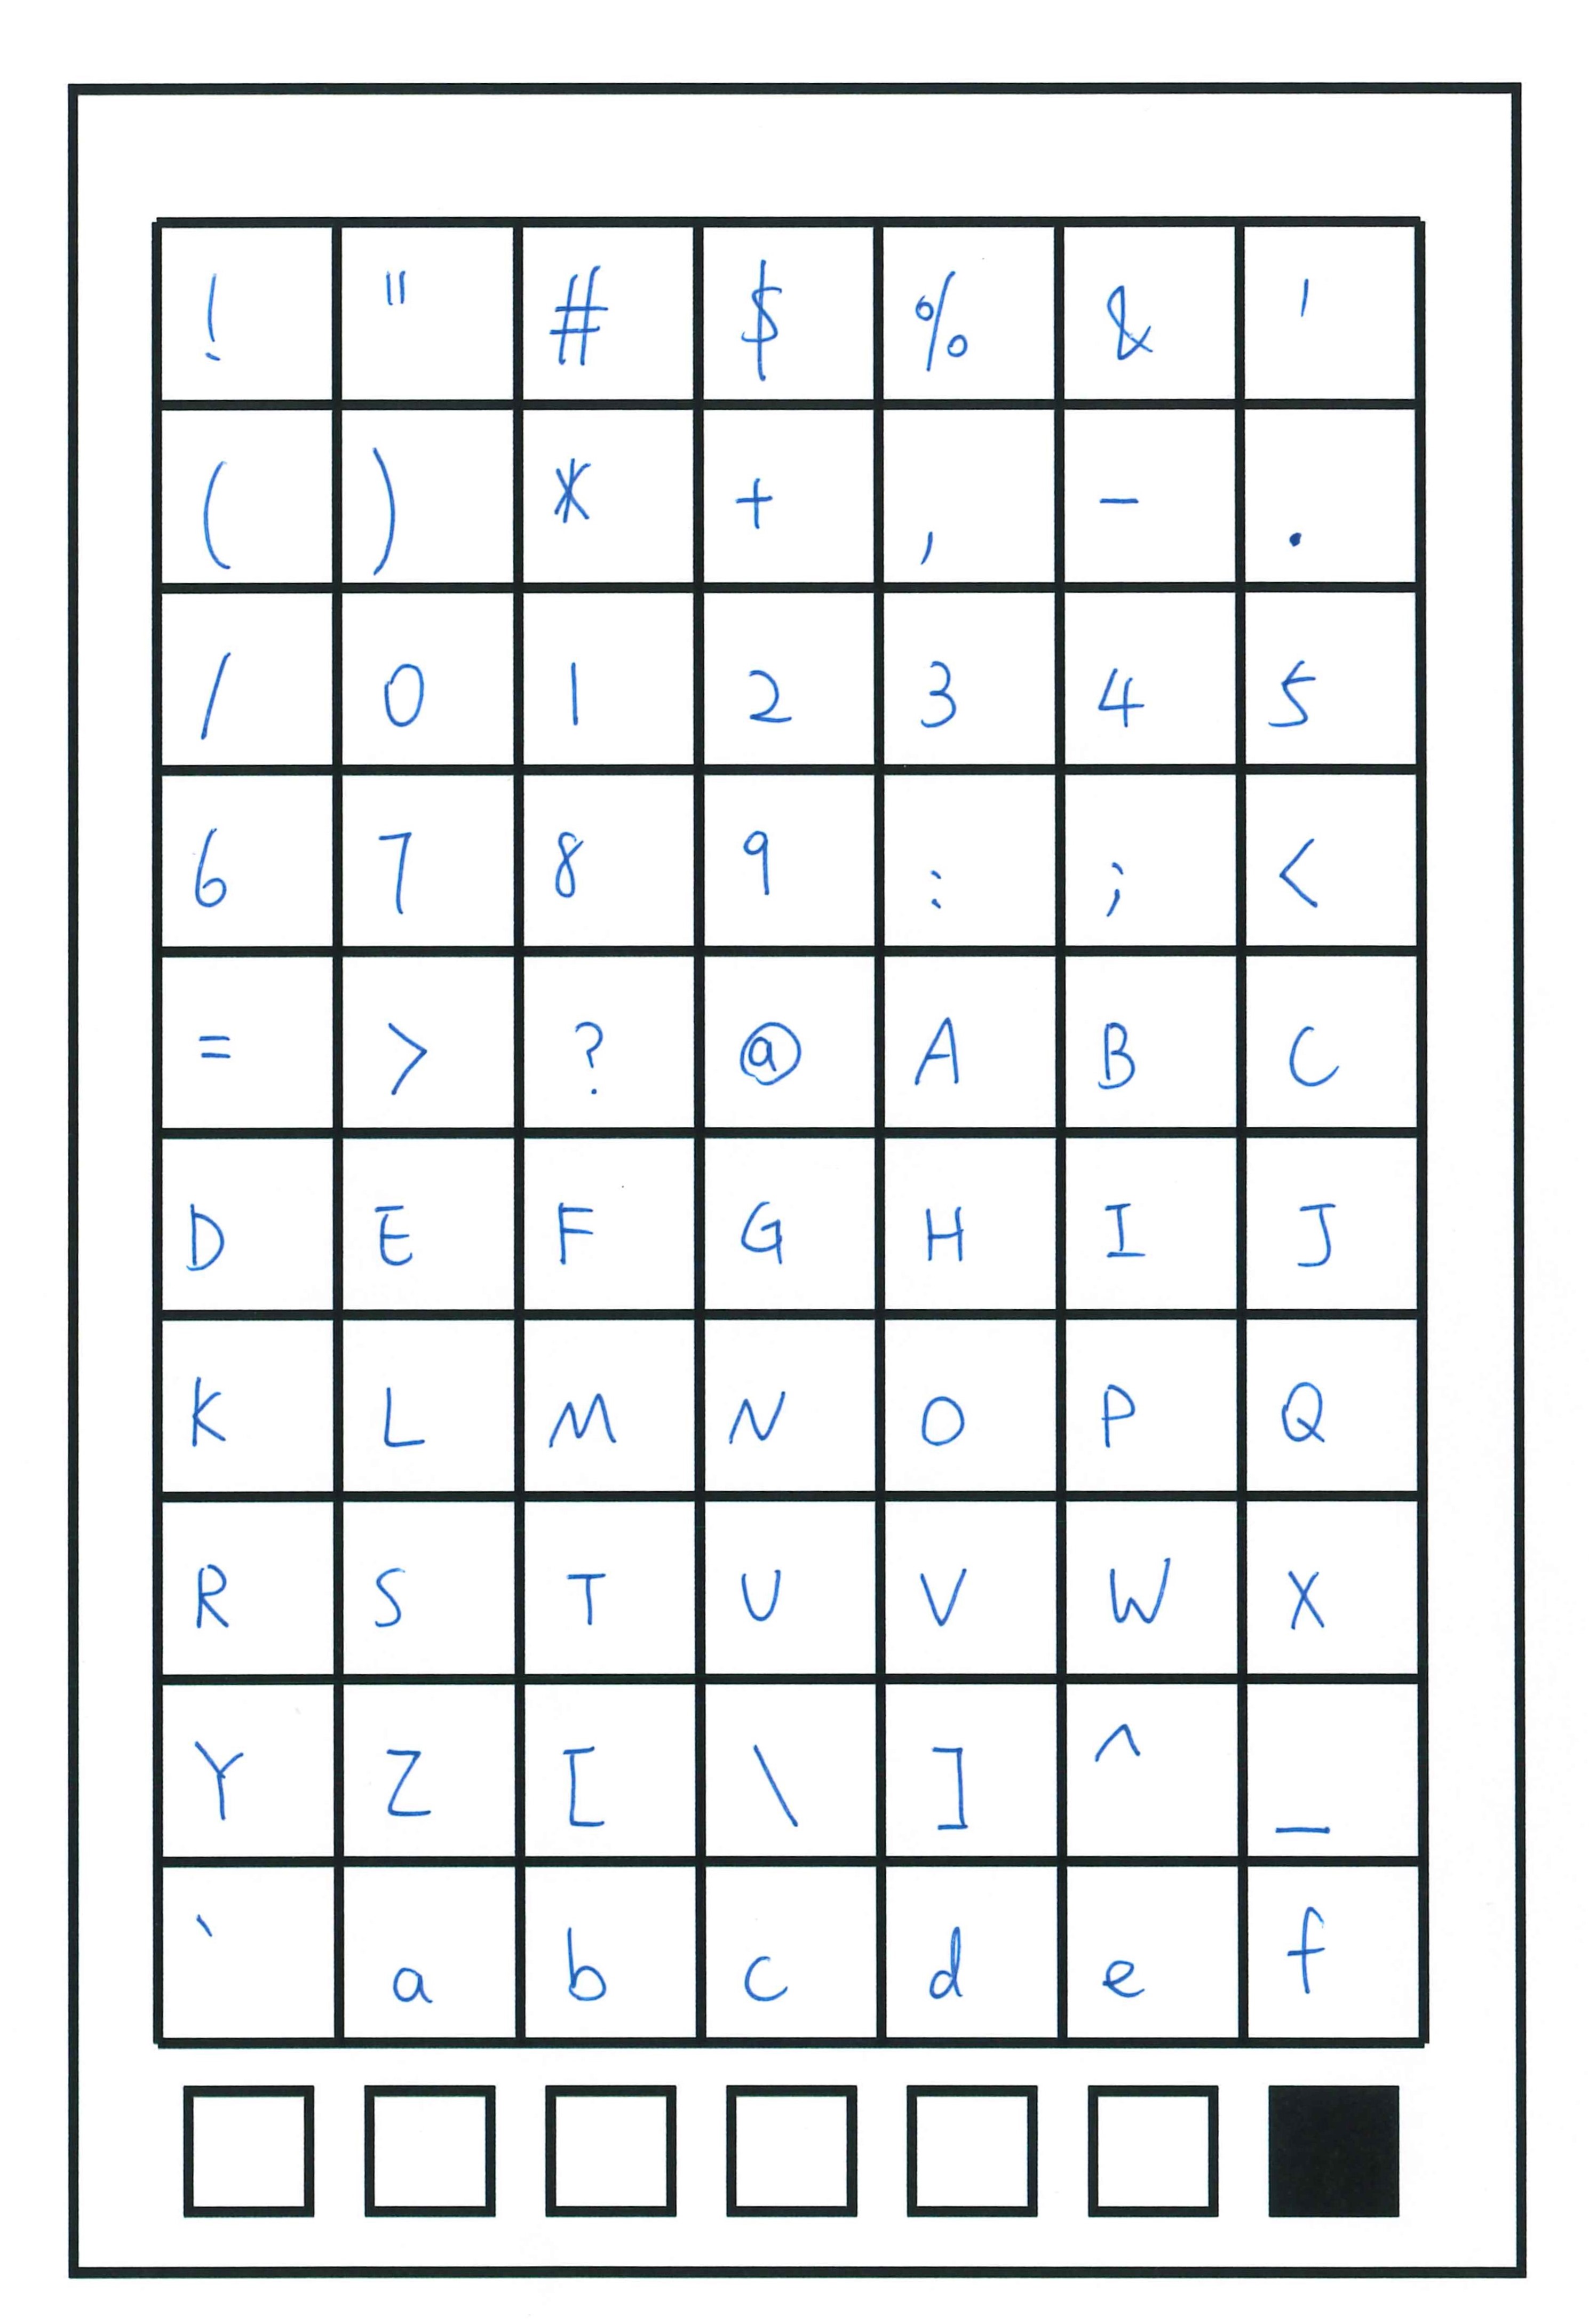 ! " # $ % & '
( ) * + , - .
/ 0 1 2 3 4 5
6 7 8 9 : ; <
= > ? @ A B C
D E F G H I J
K L M N O P Q
R S T U V W X
Y Z [ \ ] ^ _
` a b c d e f